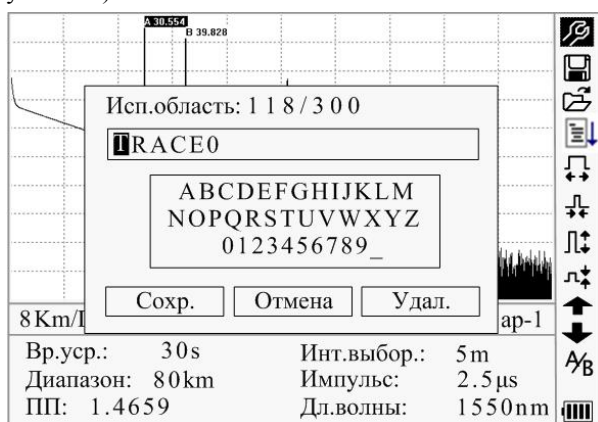 A 30.554
B 39.828
Исп.область: 118/300
TRACE0
ABCDEFGHIJKLM
NOPQRSTUVWXYZ
0123456789_
Сохр. Отмена Удал.
8Km/ ар-1
Вр.уср.: 30s Инт.выбор.: 5m
Диапазон: 80km Импульс: 2.5μs
ПП: 1.4659 Дл.волны: 1550nm
A/B